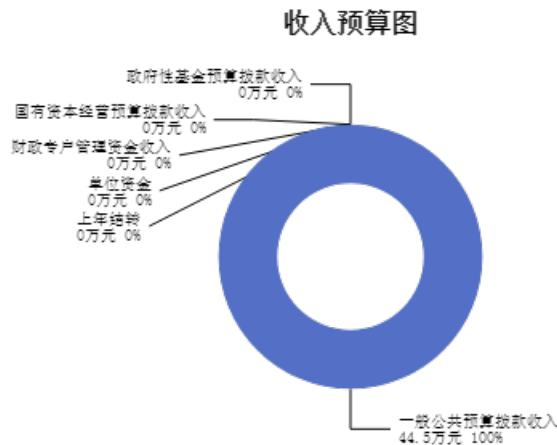 收入预算图
政府性基金预算拨款收入
0万元 0%
国有资本经营预算拨款收入
0万元 0%
财政专户管理资金收入
0万元 0%
单位资金
0万元 0%
上年结转
0万元 0%
一般公共预算拨款收入
44.5万元 100%